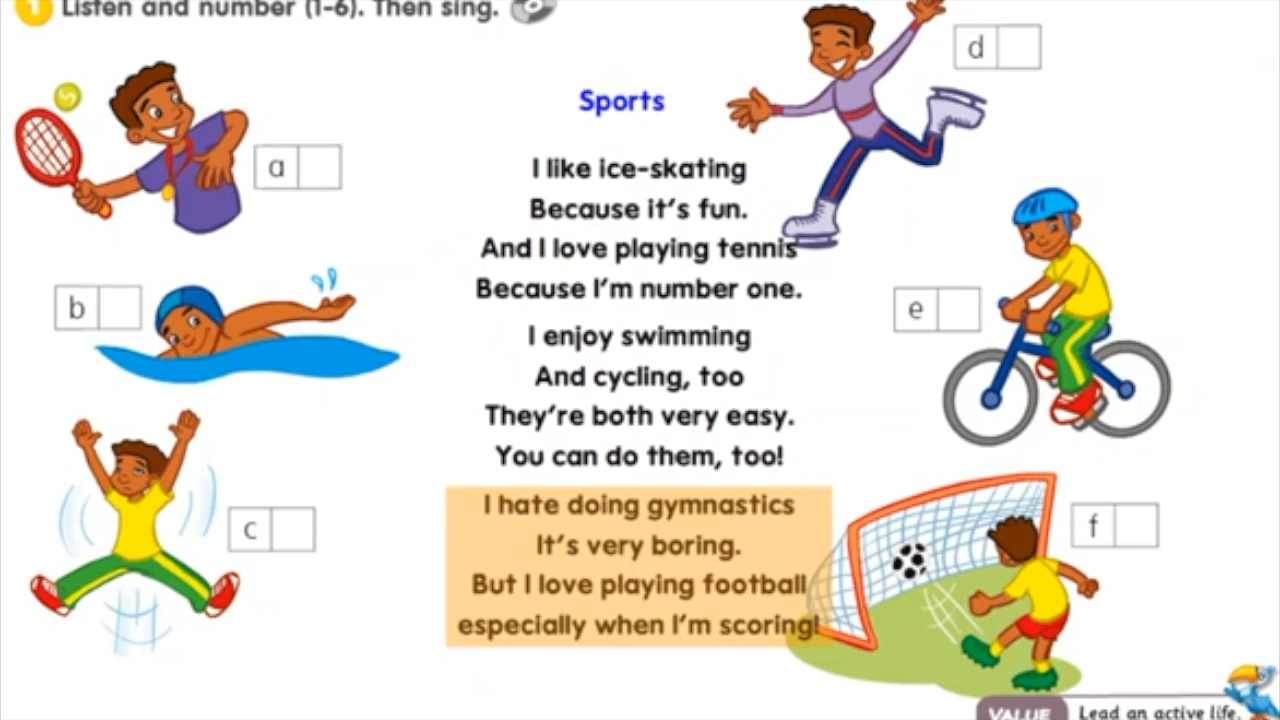 1 Listen and number (1-6). Then sing.
Sports
I like ice-skating
Because it's fun.
And I love playing tennis
Because I'm number one.
I enjoy swimming
And cycling, too
They're both very easy.
You can do them, too!
I hate doing gymnastics
It's very boring.
But I love playing football
especially when I'm scoring!
a
b
c
d
e
f
VALUE Lead an active life.